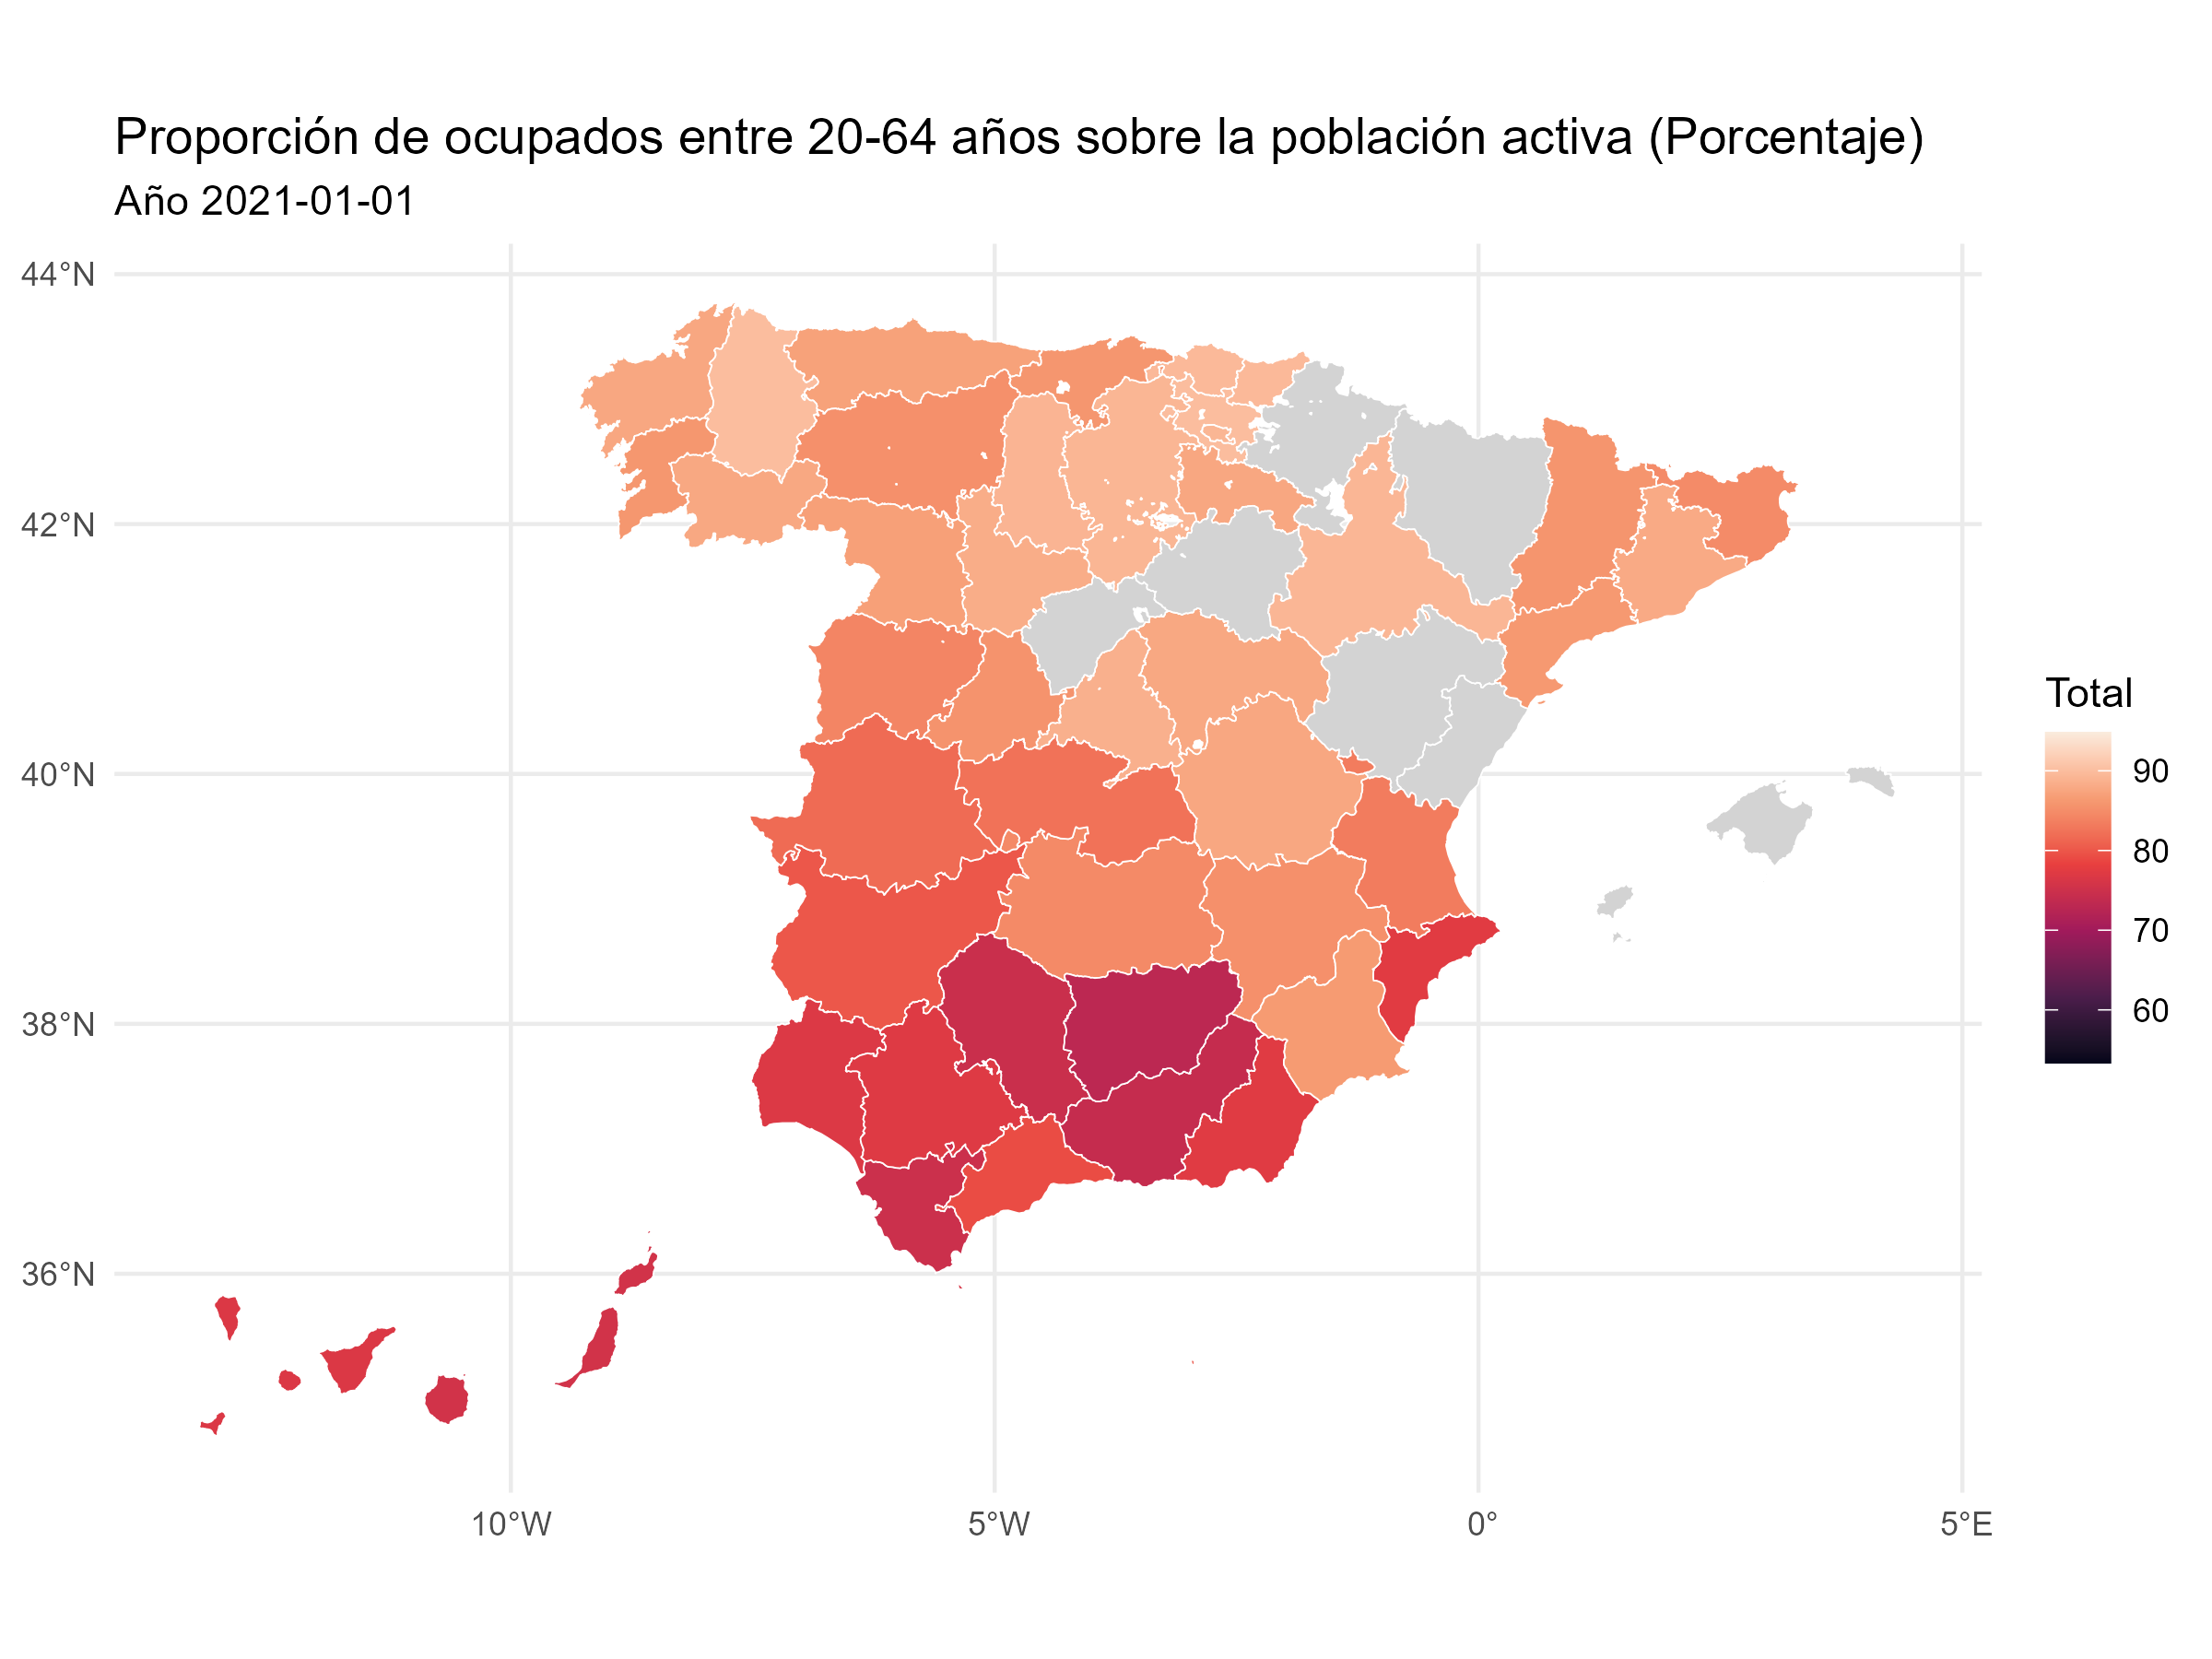 Proporción de ocupados entre 20-64 años sobre la población activa (Porcentaje)
Año 2021-01-01
44°N
42°N
40°N
38°N
36°N
10°W
5°W
0°
5°E
Total
90
80
70
60